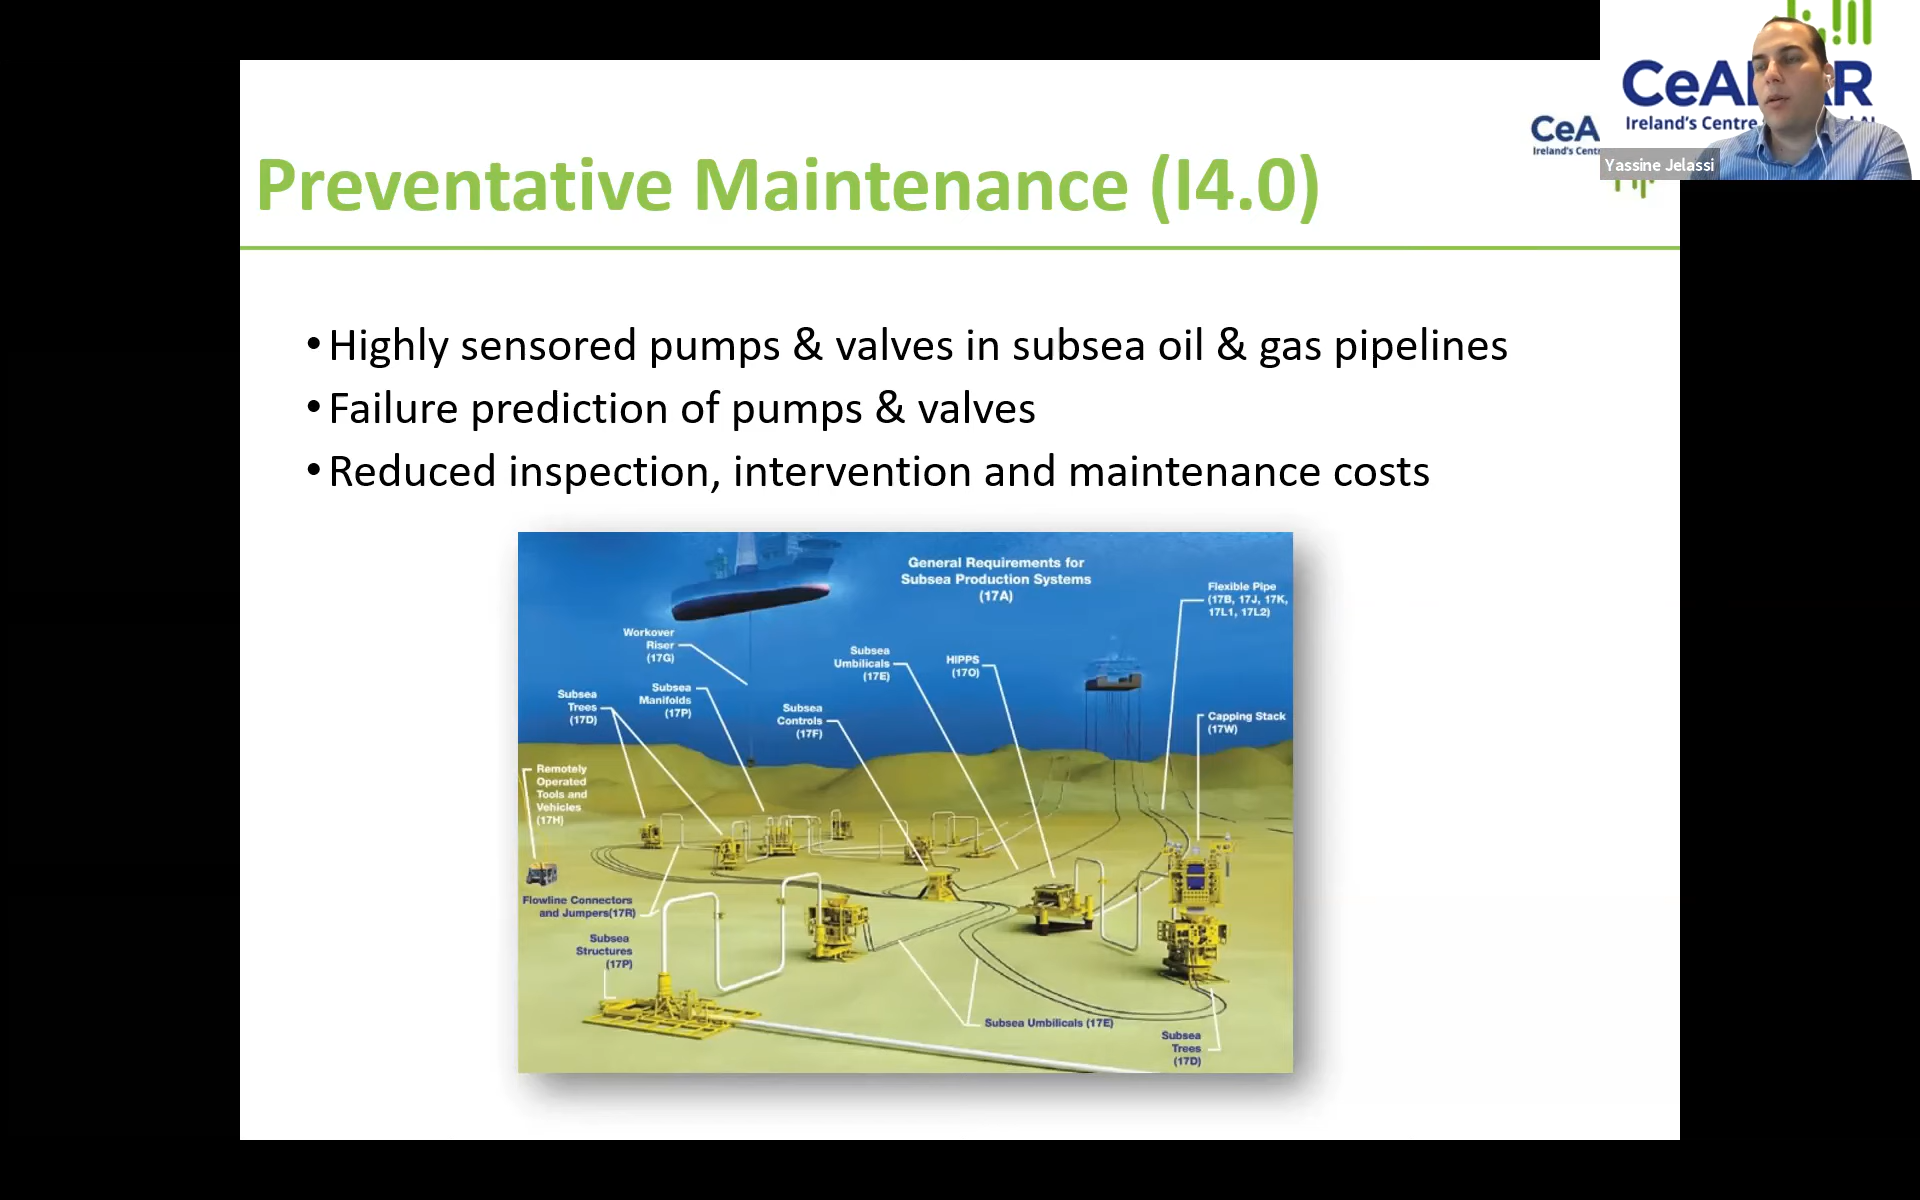 CeA
R
Ireland's Centre
AI
CeA
Ireland's Cent
Yassine Jelassi
Preventative Maintenance (I4.0)
•Highly sensored pumps & valves in subsea oil & gas pipelines
•Failure prediction of pumps & valves
•Reduced inspection, intervention and maintenance costs
General Requirements for
Subsea Production Systems
(17A)
Flexible Pipe
(17B, 17J, 17K,
17L1, 17L2)
Workover
Riser
(17G)
Subsea
Umbilicals
(17E)
HIPPS
(17O)
Subsea
Trees
(17D)
Subsea
Manifolds
(17P)
Subsea
Controls
(17F)
Capping Stack
(17W)
Remotely
Operated
Tools and
Vehicles
(17H)
Flowline Connectors
and Jumpers(17R)
Subsea
Structures
(17P)
Subsea Umbilicals (17E)
Subsea
Trees
(17D)